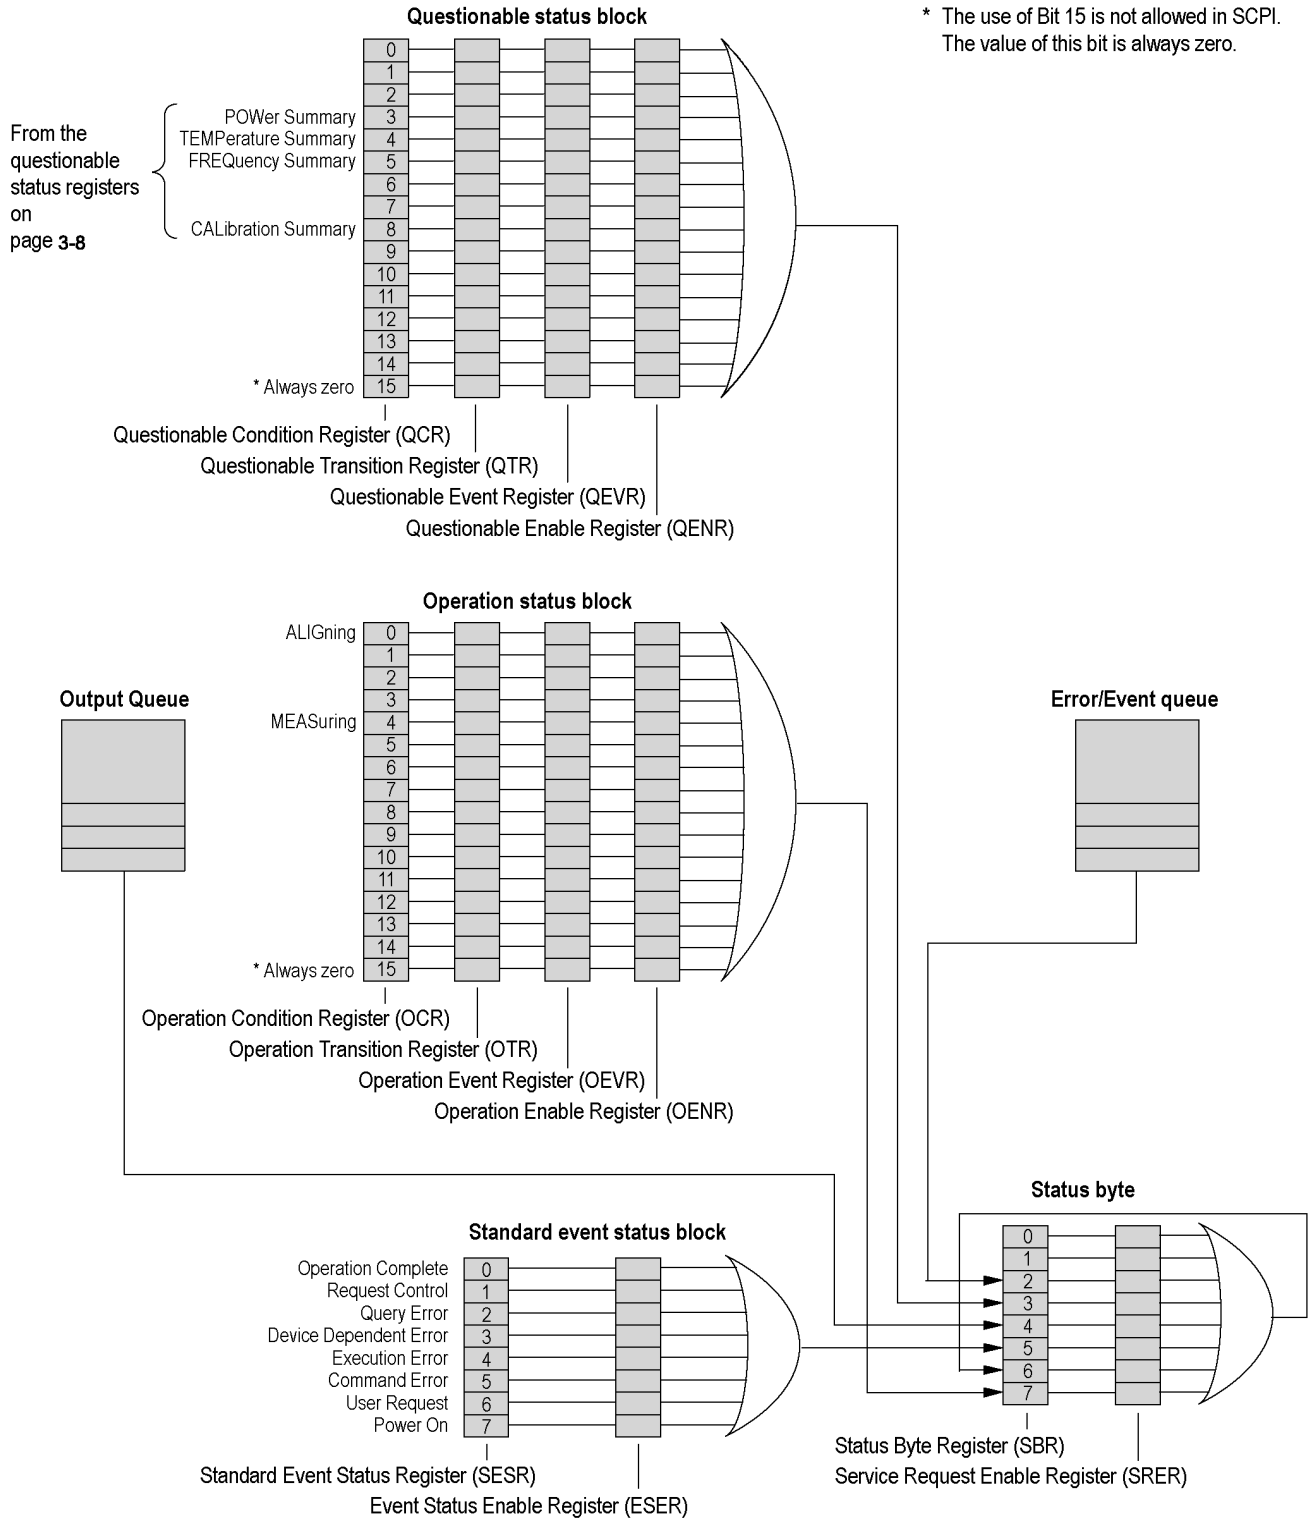 Questionable status block
* The use of Bit 15 is not allowed in SCPI.
The value of this bit is always zero.
0
1
2
POWer Summary 3
TEMPerature Summary 4
FREQuency Summary 5
6
7
CALibration Summary 8
9
10
11
12
13
14
* Always zero 15
From the
questionable
status registers
on
page 3-8
Questionable Condition Register (QCR)
Questionable Transition Register (QTR)
Questionable Event Register (QEVR)
Questionable Enable Register (QENR)
Operation status block
ALIGning 0
1
2
3
MEASuring 4
5
6
7
8
9
10
11
12
13
14
* Always zero 15
Output Queue
Error/Event queue
Operation Condition Register (OCR)
Operation Transition Register (OTR)
Operation Event Register (OEVR)
Operation Enable Register (OENR)
Standard event status block
Operation Complete 0
Request Control 1
Query Error 2
Device Dependent Error 3
Execution Error 4
Command Error 5
User Request 6
Power On 7
Standard Event Status Register (SESR)
Event Status Enable Register (ESER)
Status byte
0
1
2
3
4
5
6
7
Status Byte Register (SBR)
Service Request Enable Register (SRER)